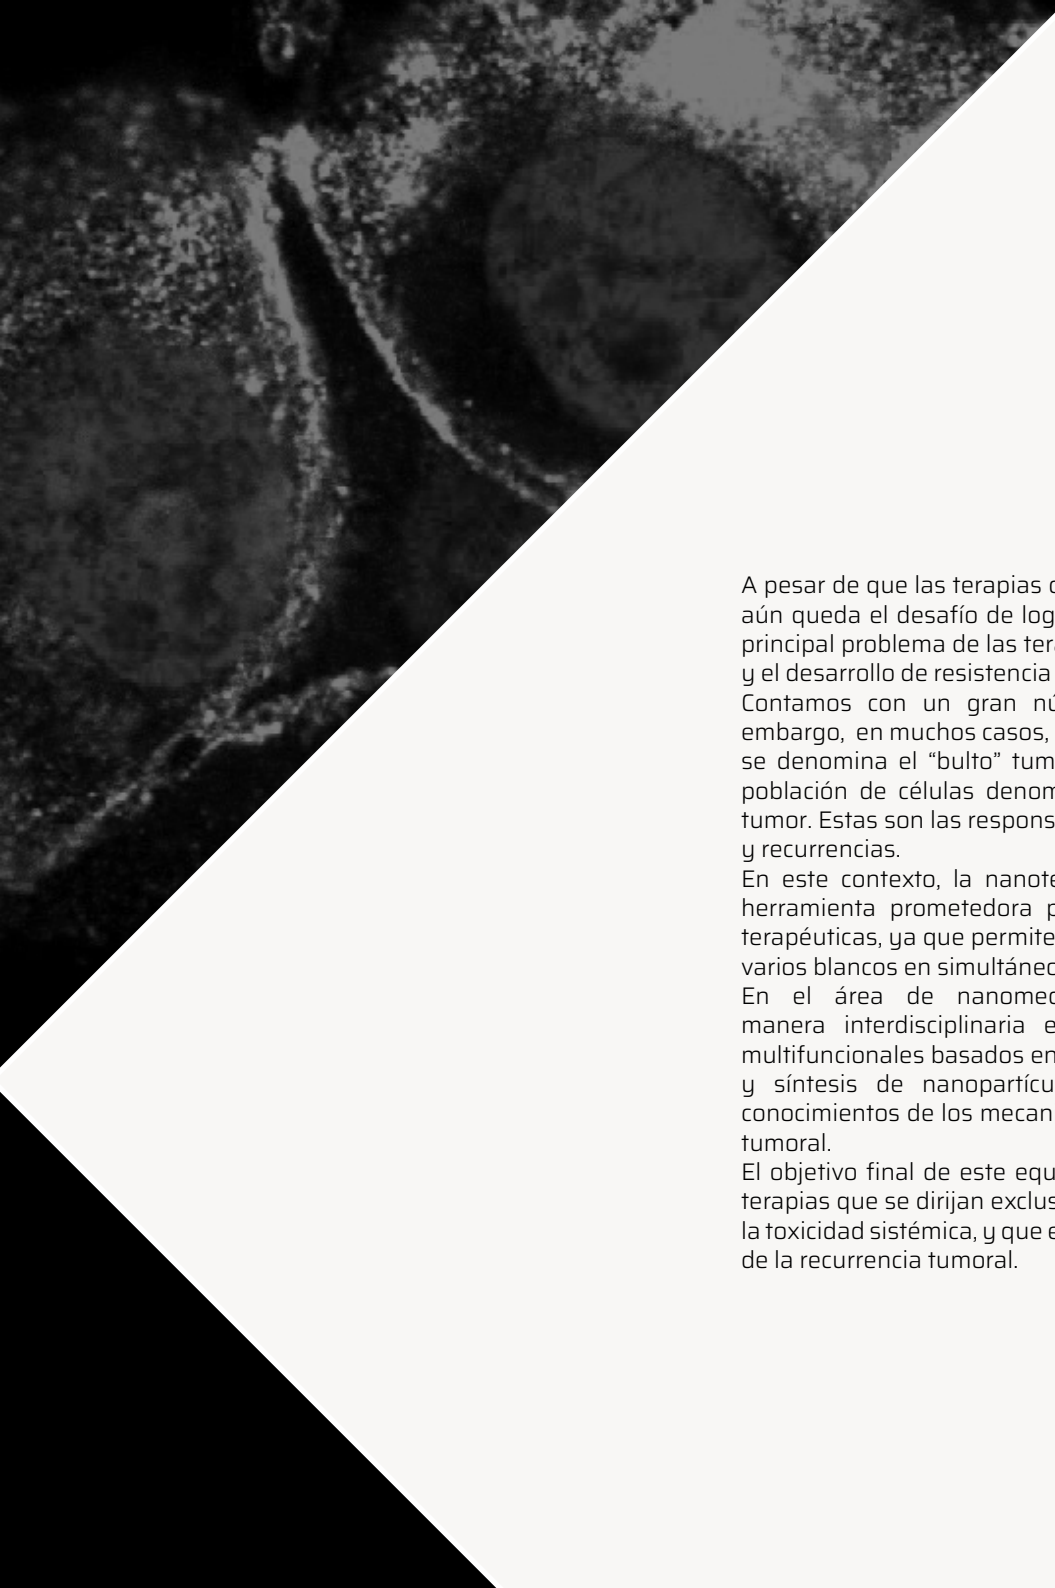 A pesar de que las terapias
aún queda el desafío de log
principal problema de las ter
y el desarrollo de resistencia
Contamos con un gran nú
embargo, en muchos casos,
se denomina el “bulto” tum
población de células denom
tumor. Estas son las respons
y recurrencias.
En este contexto, la nanote
herramienta prometedora p
terapéuticas, ya que permite
varios blancos en simultáneo
En el área de nanomed
manera interdisciplinaria e
multifuncionales basados en
y síntesis de nanopartícu
conocimientos de los mecan
tumoral.
El objetivo final de este equ
terapias que se dirijan exclus
la toxicidad sistémica, y que e
de la recurrencia tumoral.